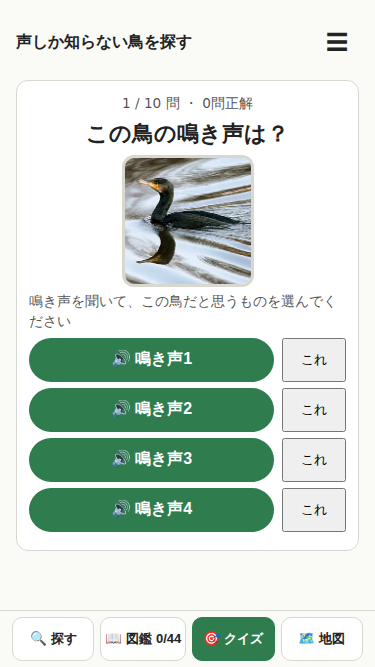 声しか知らない鳥を探す ☰
1 / 10 問 · 0問正解
この鳥の鳴き声は？
鳴き声を聞いて、この鳥だと思うものを選んでく
ださい
🔊 鳴き声1 これ
🔊 鳴き声2 これ
🔊 鳴き声3 これ
🔊 鳴き声4 これ
🔍 探す 📖 図鑑 0/44 🎯 クイズ 🗺️ 地図